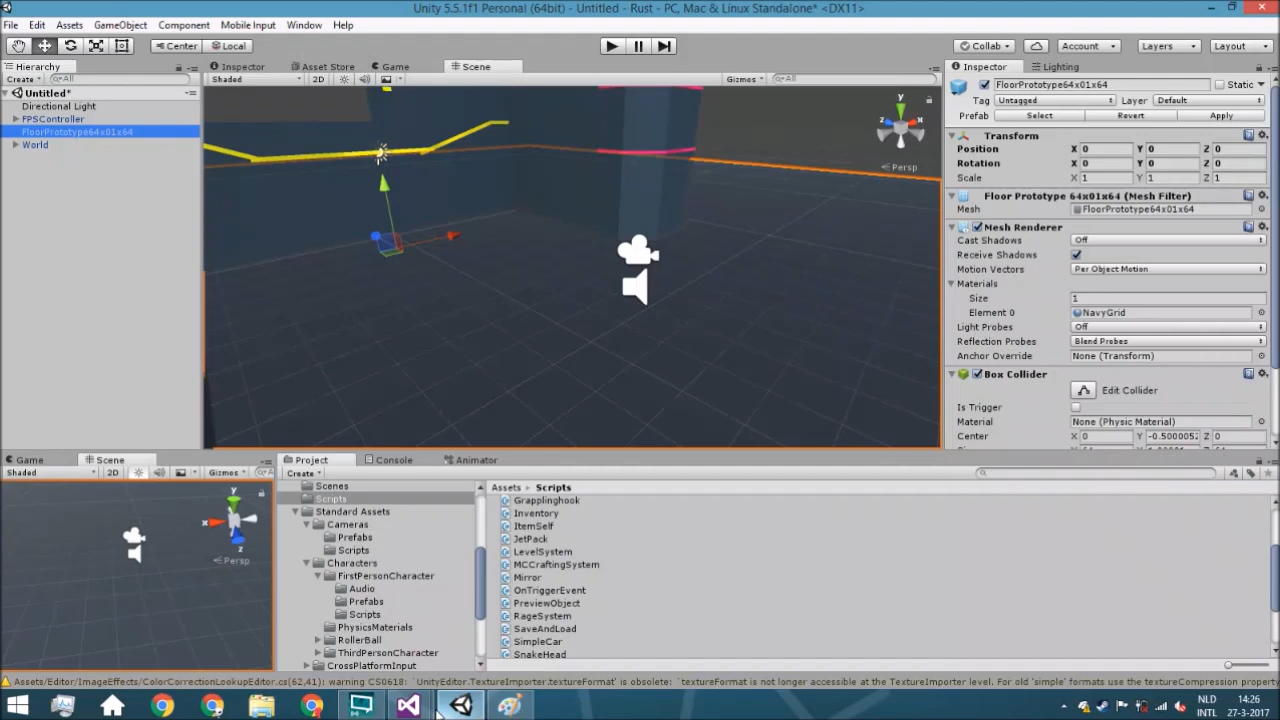 Unity 5.5.1f1 Personal (64bit) - Untitled - Rust - PC, Mac & Linux Standalone* <DX11>
File Edit Assets GameObject Component Mobile Input Window Help
Center Local Collab Account Layers Layout
Hierarchy Inspector Asset Store Game Scene Inspector Lighting
Create All Shaded 2D Gizmos All
FloorPrototype64x01x64 Static
Untitled*
Directional Light
FPSController
FloorPrototype64x01x64
World
y
x
z
Persp
Tag Untagged Layer Default
Prefab Select Revert Apply
Transform
Position X 0 Y 0 Z 0
Rotation X 0 Y 0 Z 0
Scale X 1 Y 1 Z 1
Floor Prototype 64x01x64 (Mesh Filter)
Mesh FloorPrototype64x01x64
Mesh Renderer
Cast Shadows Off
Receive Shadows
Motion Vectors Per Object Motion
Materials
Size 1
Element 0 NavyGrid
Light Probes Off
Reflection Probes Blend Probes
Anchor Override None (Transform)
Box Collider
Edit Collider
Is Trigger
Material None (Physic Material)
Center X 0 Y -0.5000052 Z 0
Game Scene Project Console Animator
Shaded 2D Gizmos Create
y
x
z
Persp
Scenes
Scripts
Standard Assets
Cameras
Prefabs
Scripts
Characters
FirstPersonCharacter
Audio
Prefabs
Scripts
PhysicsMaterials
RollerBall
ThirdPersonCharacter
CrossPlatformInput
Assets Scripts
Grapplinghook
Inventory
ItemSelf
JetPack
LevelSystem
MCCraftingSystem
Mirror
OnTriggerEvent
PreviewObject
RageSystem
SaveAndLoad
SimpleCar
SnakeHead
Assets/Editor/ImageEffects/ColorCorrectionLookupEditor.cs(62,41): warning CS0618: `UnityEditor.TextureImporter.textureFormat' is obsolete: `textureFormat is no longer accessible at the TextureImporter level. For old 'simple' formats use the textureCompression property
NLD 14:26
INTL 27-3-2017